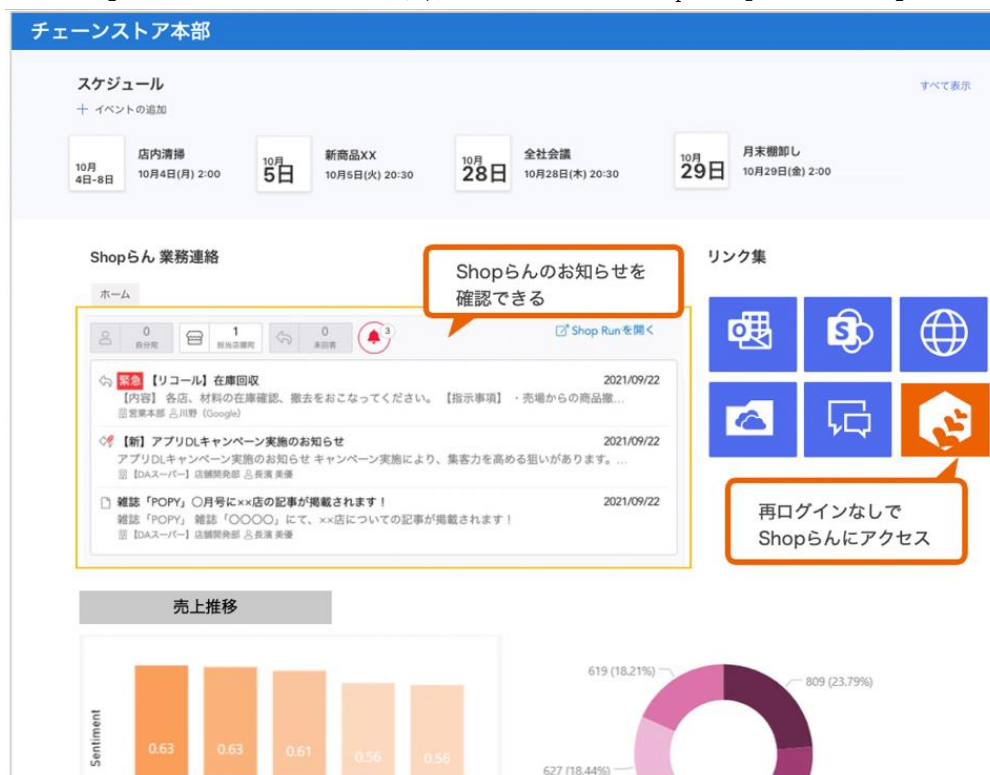 チェーンストア本部
スケジュール
すべて表示
+ イベントの追加
10月
4日-8日
店内清掃
10月4日(月) 2:00
10月
5日
新商品XX
10月5日(火) 20:30
10月
28日
全社会議
10月28日(木) 20:30
10月
29日
月末棚卸し
10月29日(金) 2:00
Shopらん 業務連絡
リンク集
Shopらんのお知らせを
確認できる
ホーム
0
自分宛
1
担当店舗宛
0
未回答
3
Shop Runを開く
緊急 【リコール】在庫回収 2021/09/22
【内容】 各店、材料の在庫確認、撤去をおこなってください。 【指示事項】 ・売場からの商品撤...
営業本部 川野 (Google)
【新】アプリDLキャンペーン実施のお知らせ 2021/09/22
アプリDLキャンペーン実施のお知らせ キャンペーン実施により、集客力を高める狙いがあります。...
【DAスーパー】店舗開発部 長濱 美優
雑誌「POPY」〇月号に××店の記事が掲載されます！ 2021/09/22
雑誌「POPY」 雑誌「〇〇〇〇」にて、××店についての記事が掲載されます！
【DAスーパー】店舗開発部 長濱 美優
再ログインなしで
Shopらんにアクセス
売上推移
Sentiment
0.63
0.63
0.61
0.56
0.56
619 (18.21%)
809 (23.79%)
627 (18.44%)